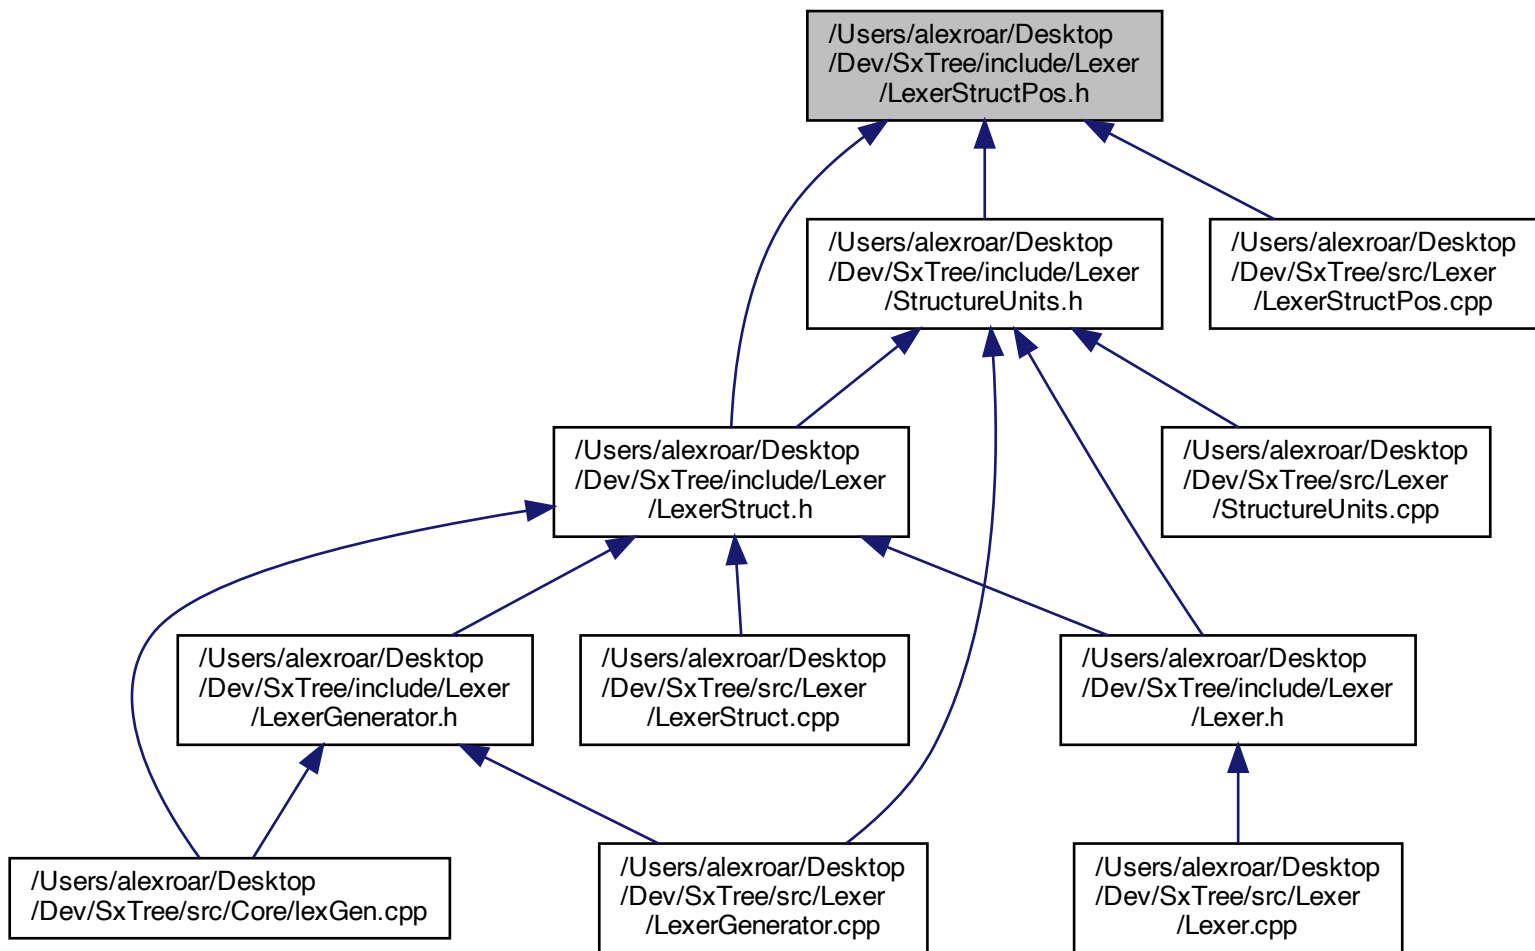 /Users/alexroar/Desktop
/Dev/SxTree/include/Lexer
/LexerStructPos.h
/Users/alexroar/Desktop
/Dev/SxTree/include/Lexer
/StructureUnits.h
/Users/alexroar/Desktop
/Dev/SxTree/src/Lexer
/LexerStructPos.cpp
/Users/alexroar/Desktop
/Dev/SxTree/include/Lexer
/LexerStruct.h
/Users/alexroar/Desktop
/Dev/SxTree/src/Lexer
/StructureUnits.cpp
/Users/alexroar/Desktop
/Dev/SxTree/include/Lexer
/LexerGenerator.h
/Users/alexroar/Desktop
/Dev/SxTree/src/Lexer
/LexerStruct.cpp
/Users/alexroar/Desktop
/Dev/SxTree/include/Lexer
/Lexer.h
/Users/alexroar/Desktop
/Dev/SxTree/src/Core/lexGen.cpp
/Users/alexroar/Desktop
/Dev/SxTree/src/Lexer
/LexerGenerator.cpp
/Users/alexroar/Desktop
/Dev/SxTree/src/Lexer
/Lexer.cpp